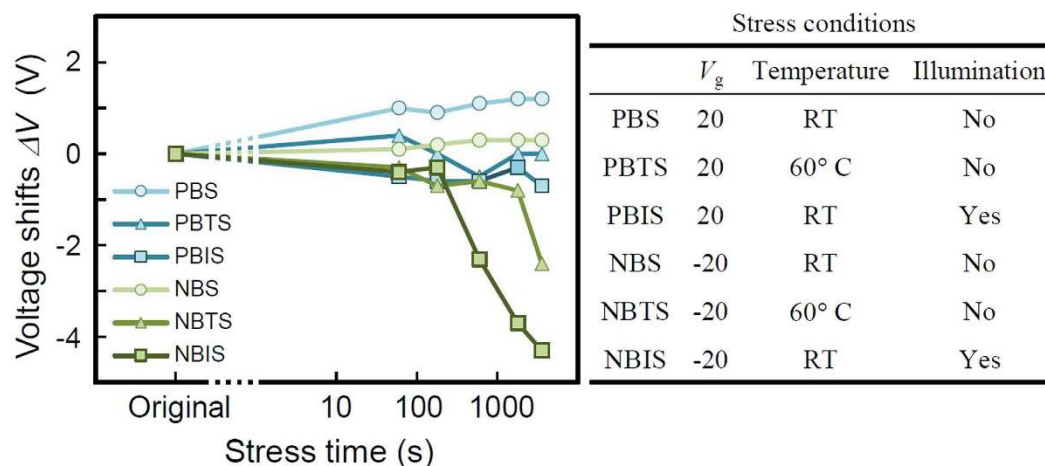 Voltage shifts ΔV (V)
2
0
-2
-4
PBS
PBTS
PBIS
NBS
NBTS
NBIS
Original 10 100 1000
Stress time (s)
Stress conditions
Vg Temperature Illumination
PBS 20 RT No
PBTS 20 60° C No
PBIS 20 RT Yes
NBS -20 RT No
NBTS -20 60° C No
NBIS -20 RT Yes